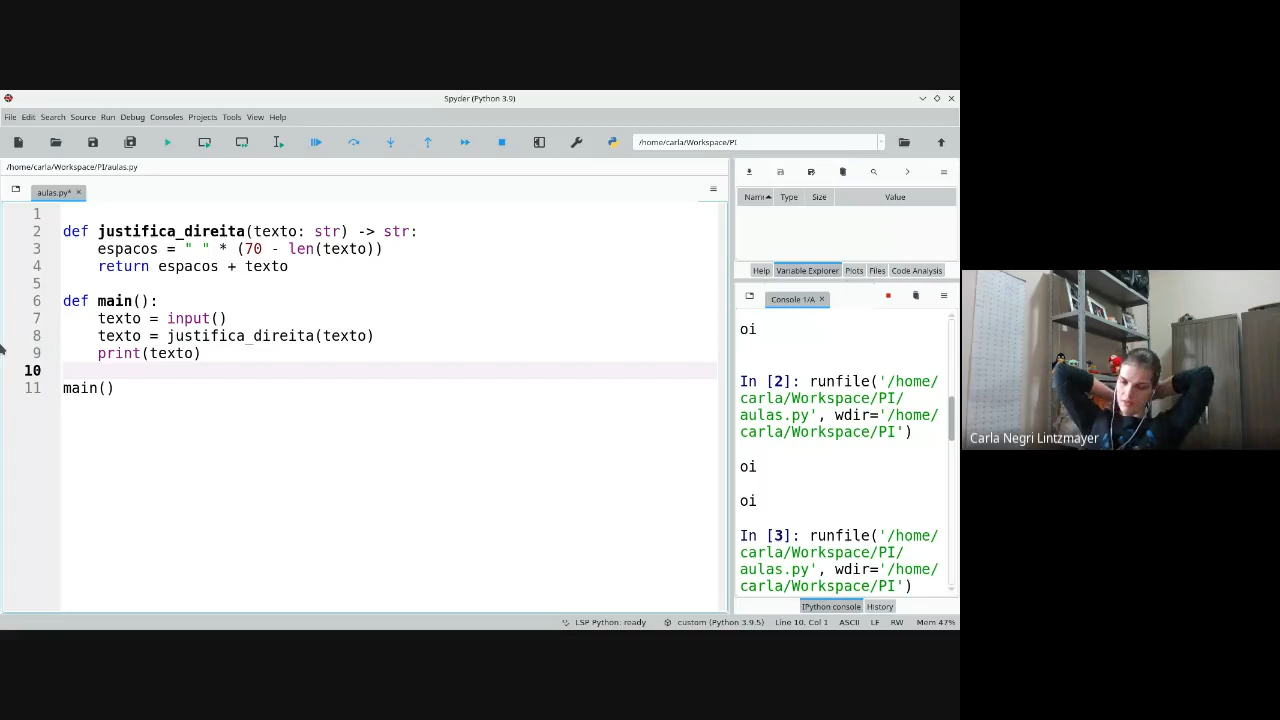 Spyder (Python 3.9)
File Edit Search Source Run Debug Consoles Projects Tools View Help
/home/carla/Workspace/PI
/home/carla/Workspace/PI/aulas.py
aulas.py*
1
2 def justifica_direita(texto: str) -> str:
3 espacos = " " * (70 - len(texto))
4 return espacos + texto
5
6 def main():
7 texto = input()
8 texto = justifica_direita(texto)
9 print(texto)
10
11 main()
Name Type Size Value
Help Variable Explorer Plots Files Code Analysis
Console 1/A
oi
In [2]: runfile('/home/
carla/Workspace/PI/
aulas.py', wdir='/home/
carla/Workspace/PI')
oi
oi
In [3]: runfile('/home/
carla/Workspace/PI/
aulas.py', wdir='/home/
carla/Workspace/PI')
IPython console History
LSP Python: ready custom (Python 3.9.5) Line 10, Col 1 ASCII LF RW Mem 47%
Carla Negri Lintzmayer